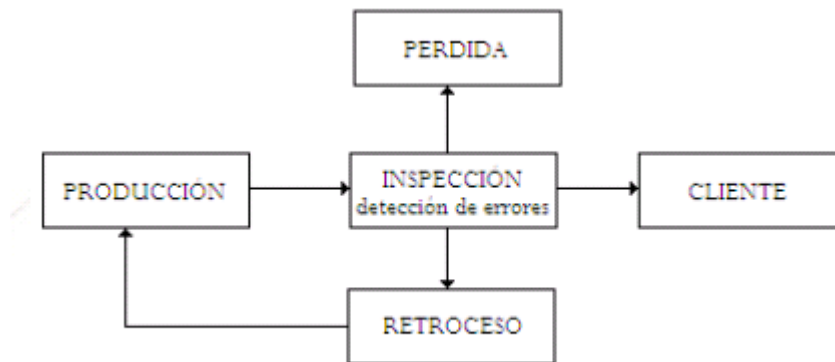 PERDIDA
PRODUCCIÓN
INSPECCIÓN
detección de errores
CLIENTE
RETROCESO